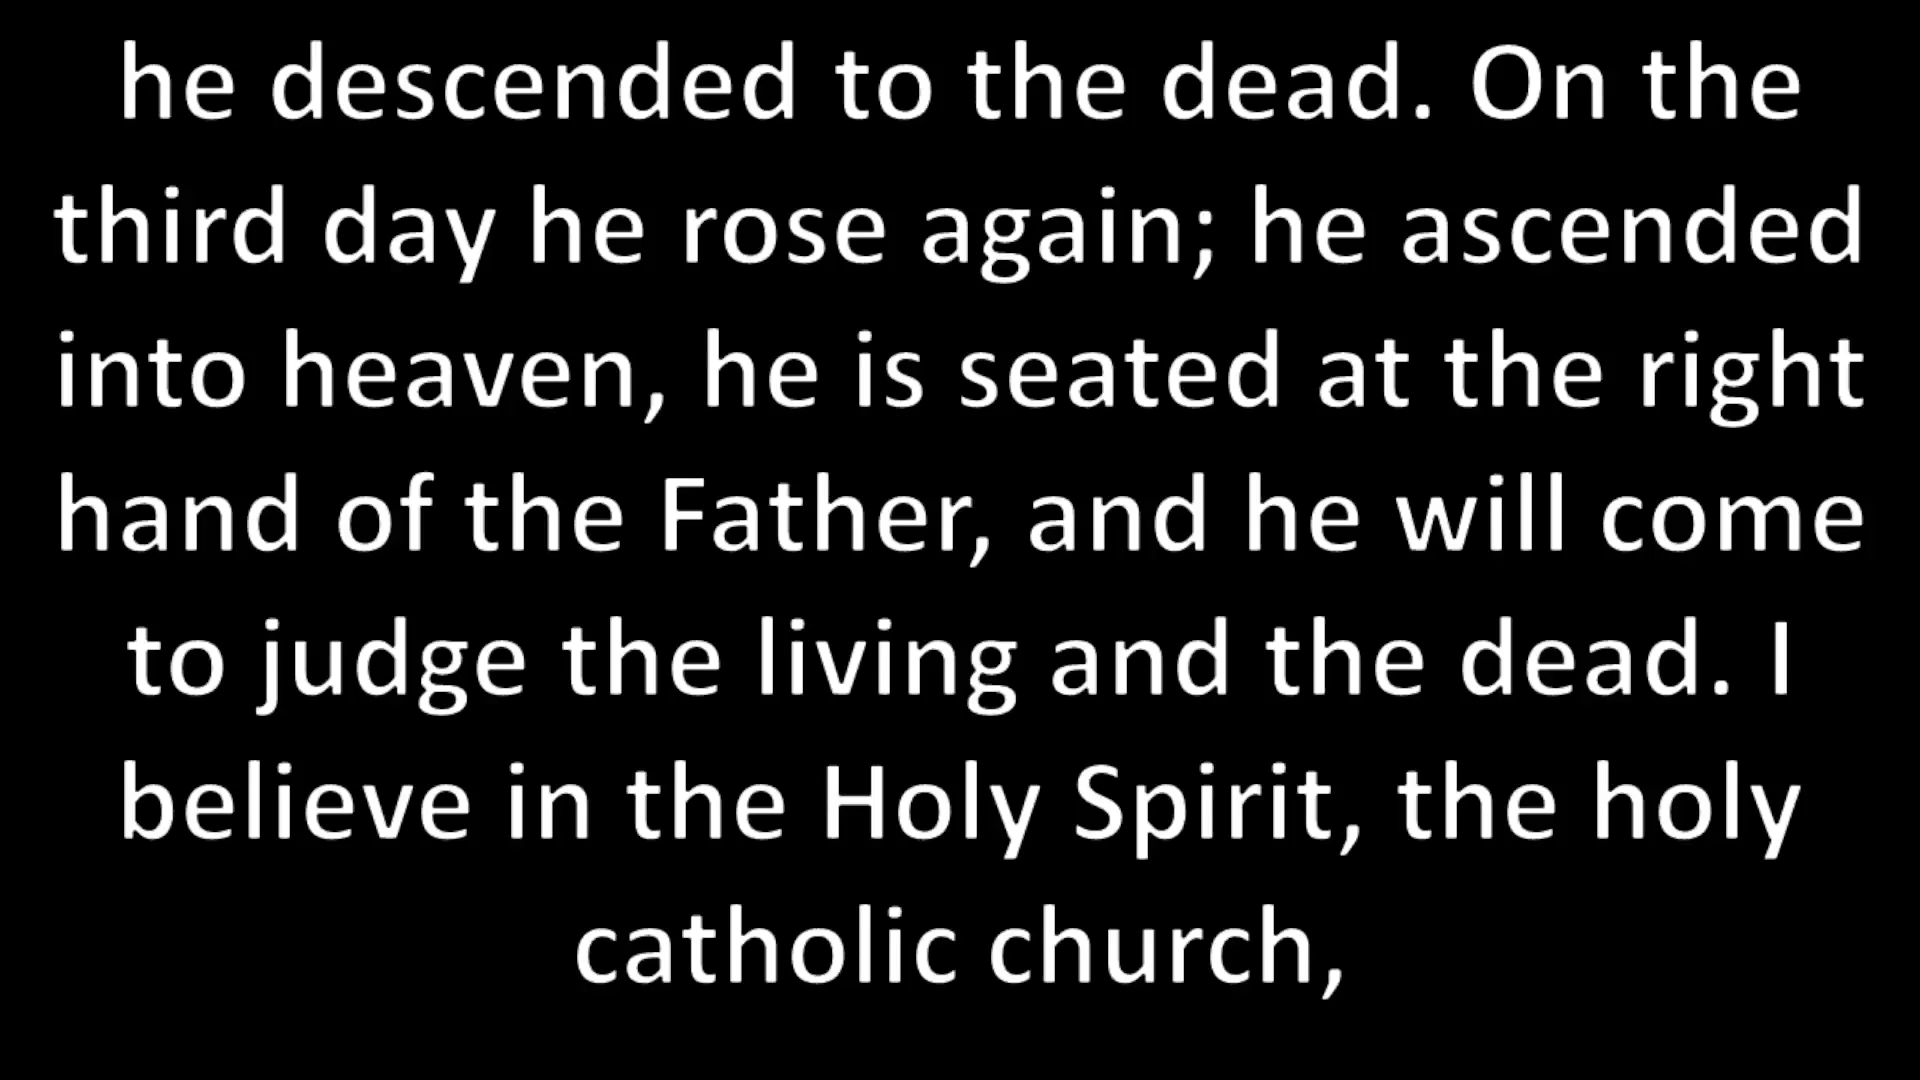 he descended to the dead. On the
third day he rose again; he ascended
into heaven, he is seated at the right
hand of the Father, and he will come
to judge the living and the dead. I
believe in the Holy Spirit, the holy
catholic church,